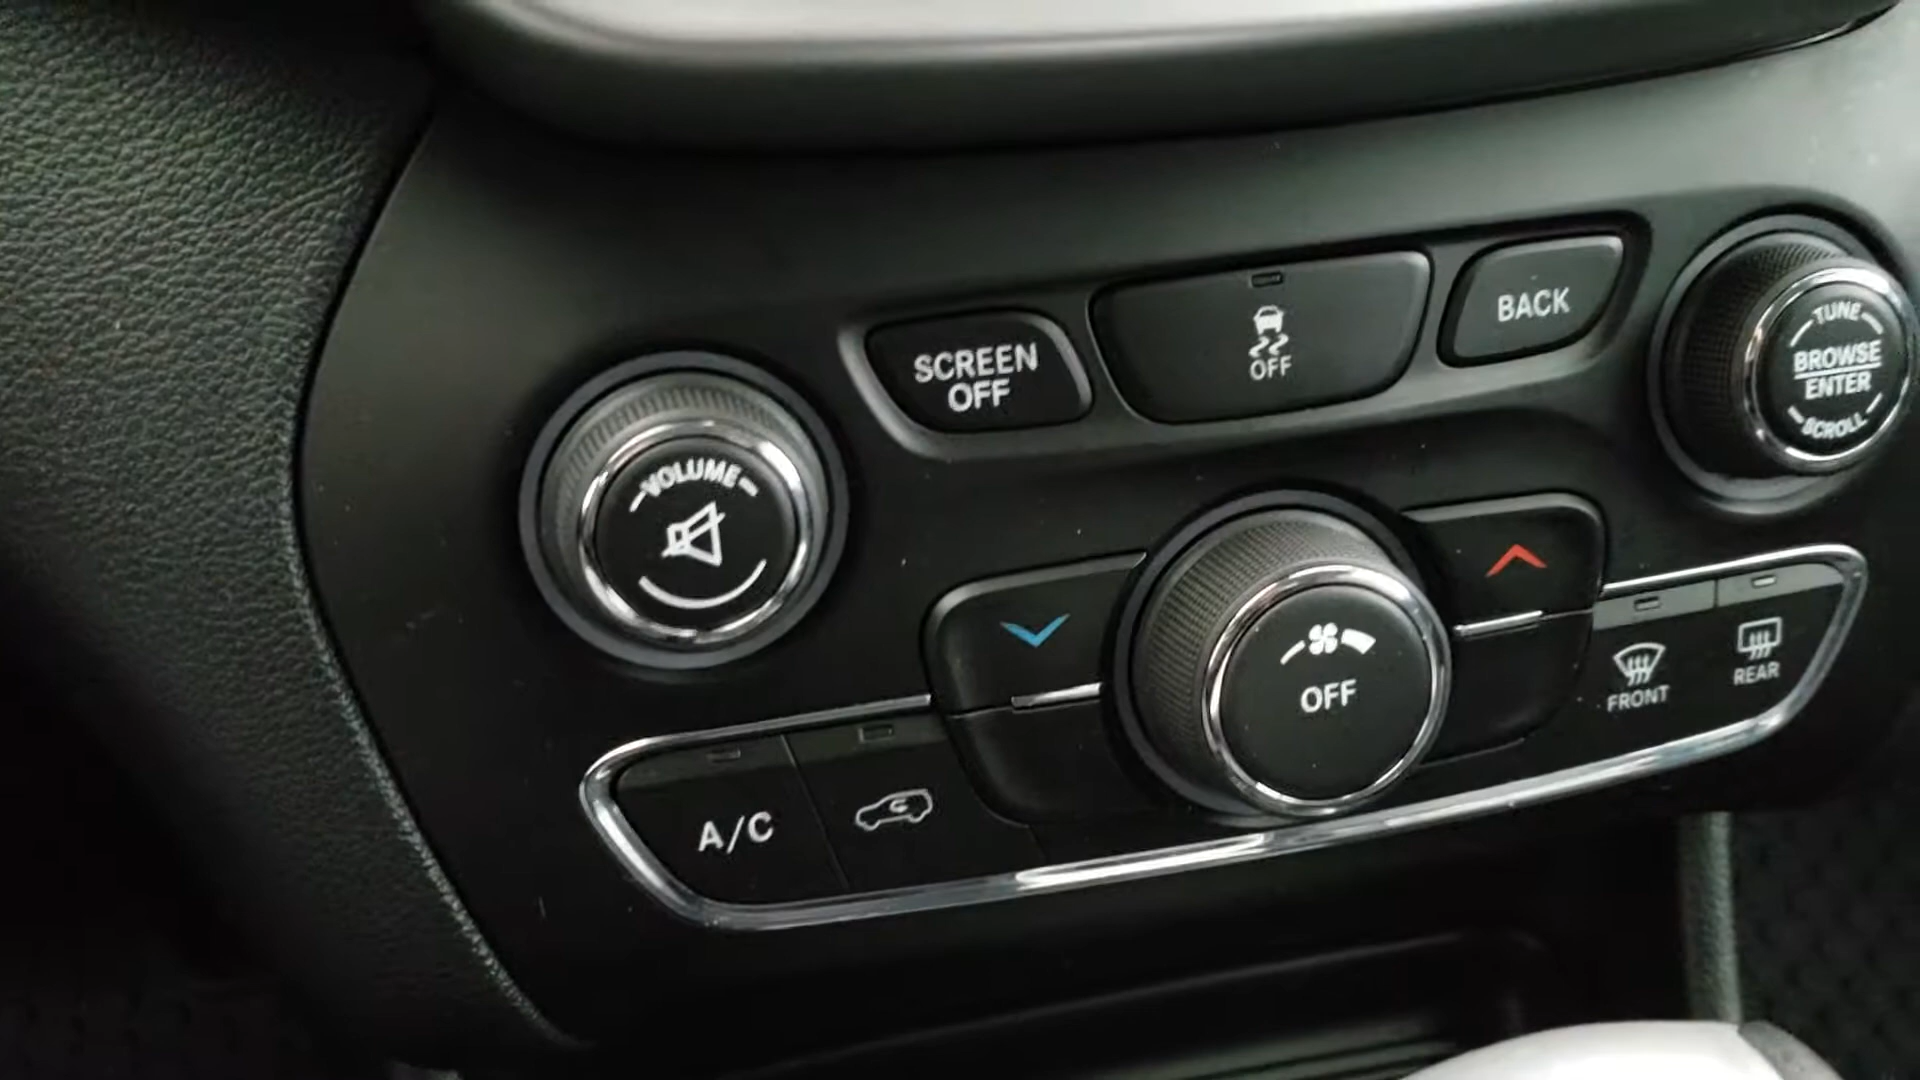 SCREEN
OFF
OFF
BACK
TUNE
BROWSE
ENTER
SCROLL
VOLUME
OFF
FRONT
REAR
A/C